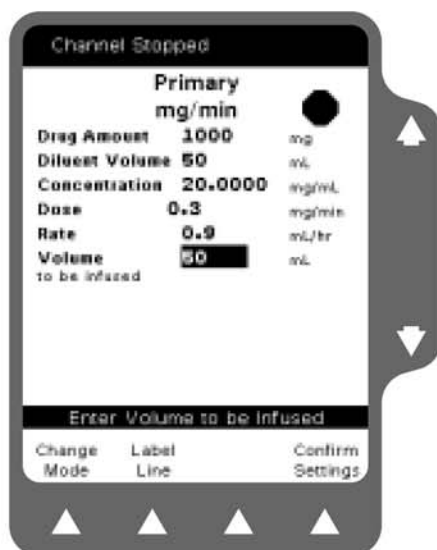 Channel Stopped
Primary
mg/min
Drug Amount 1000 mg
Diluent Volume 50 mL
Concentration 20.0000 mg/mL
Dose 0.3 mg/min
Rate 0.9 mL/hr
Volume 50 mL
to be infused
Enter Volume to be Infused
Change Label Confirm
Mode Line Settings